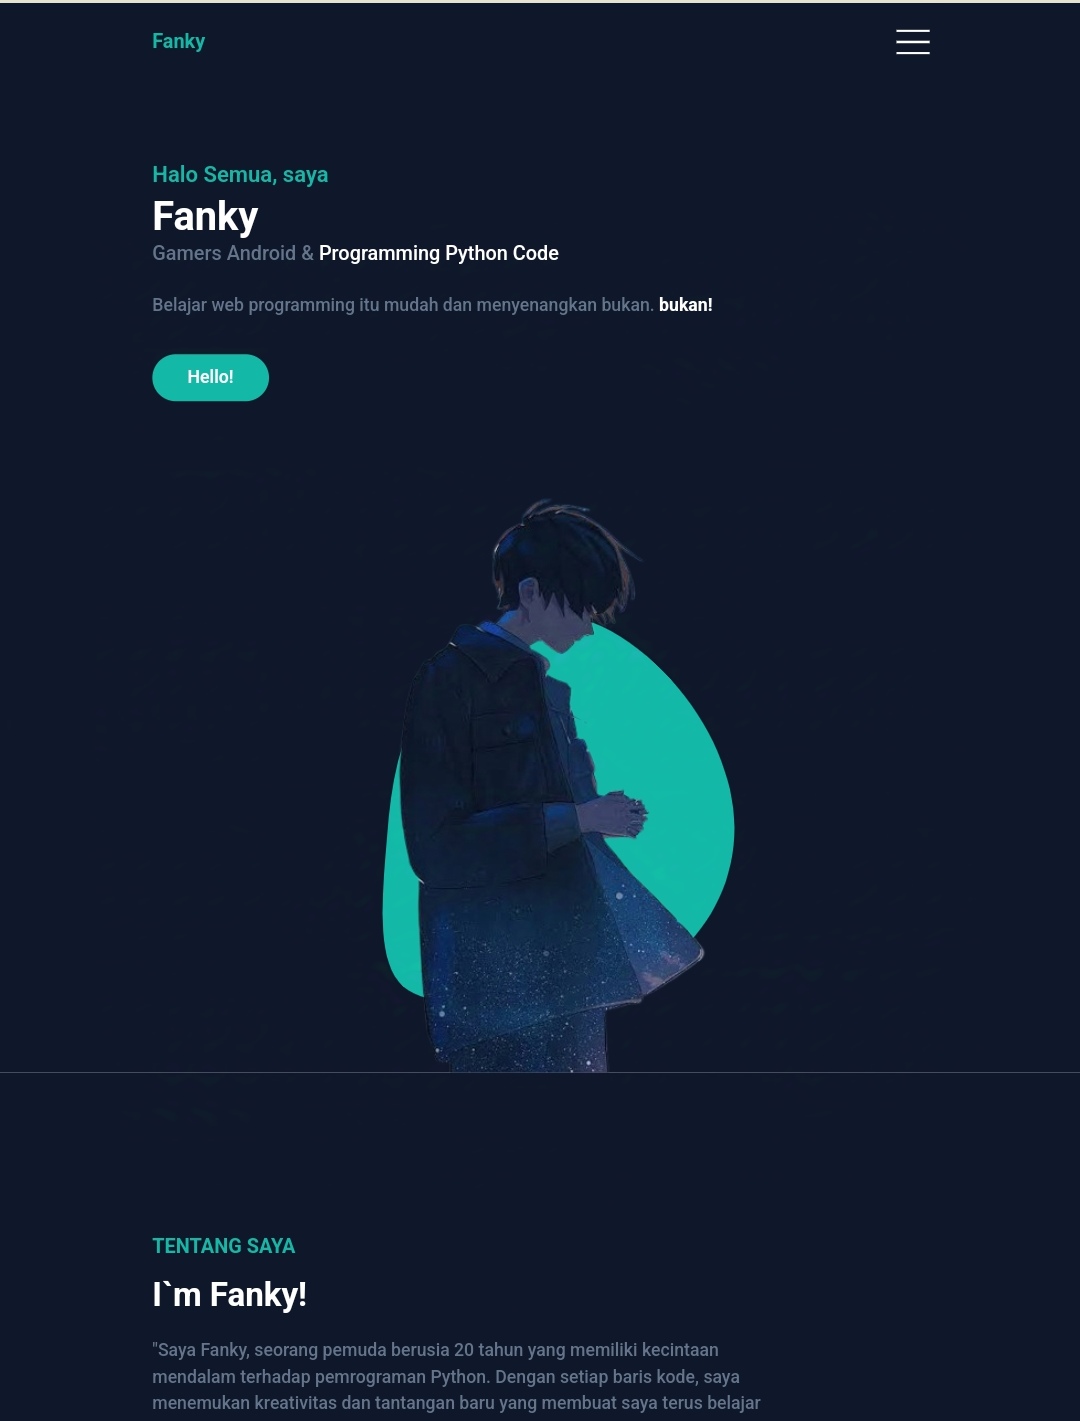 Fanky
Halo Semua, saya
Fanky
Gamers Android & Programming Python Code
Belajar web programming itu mudah dan menyenangkan bukan. bukan!
Hello!
TENTANG SAYA
I`m Fanky!
"Saya Fanky, seorang pemuda berusia 20 tahun yang memiliki kecintaan
mendalam terhadap pemrograman Python. Dengan setiap baris kode, saya
menemukan kreativitas dan tantangan baru yang membuat saya terus belajar